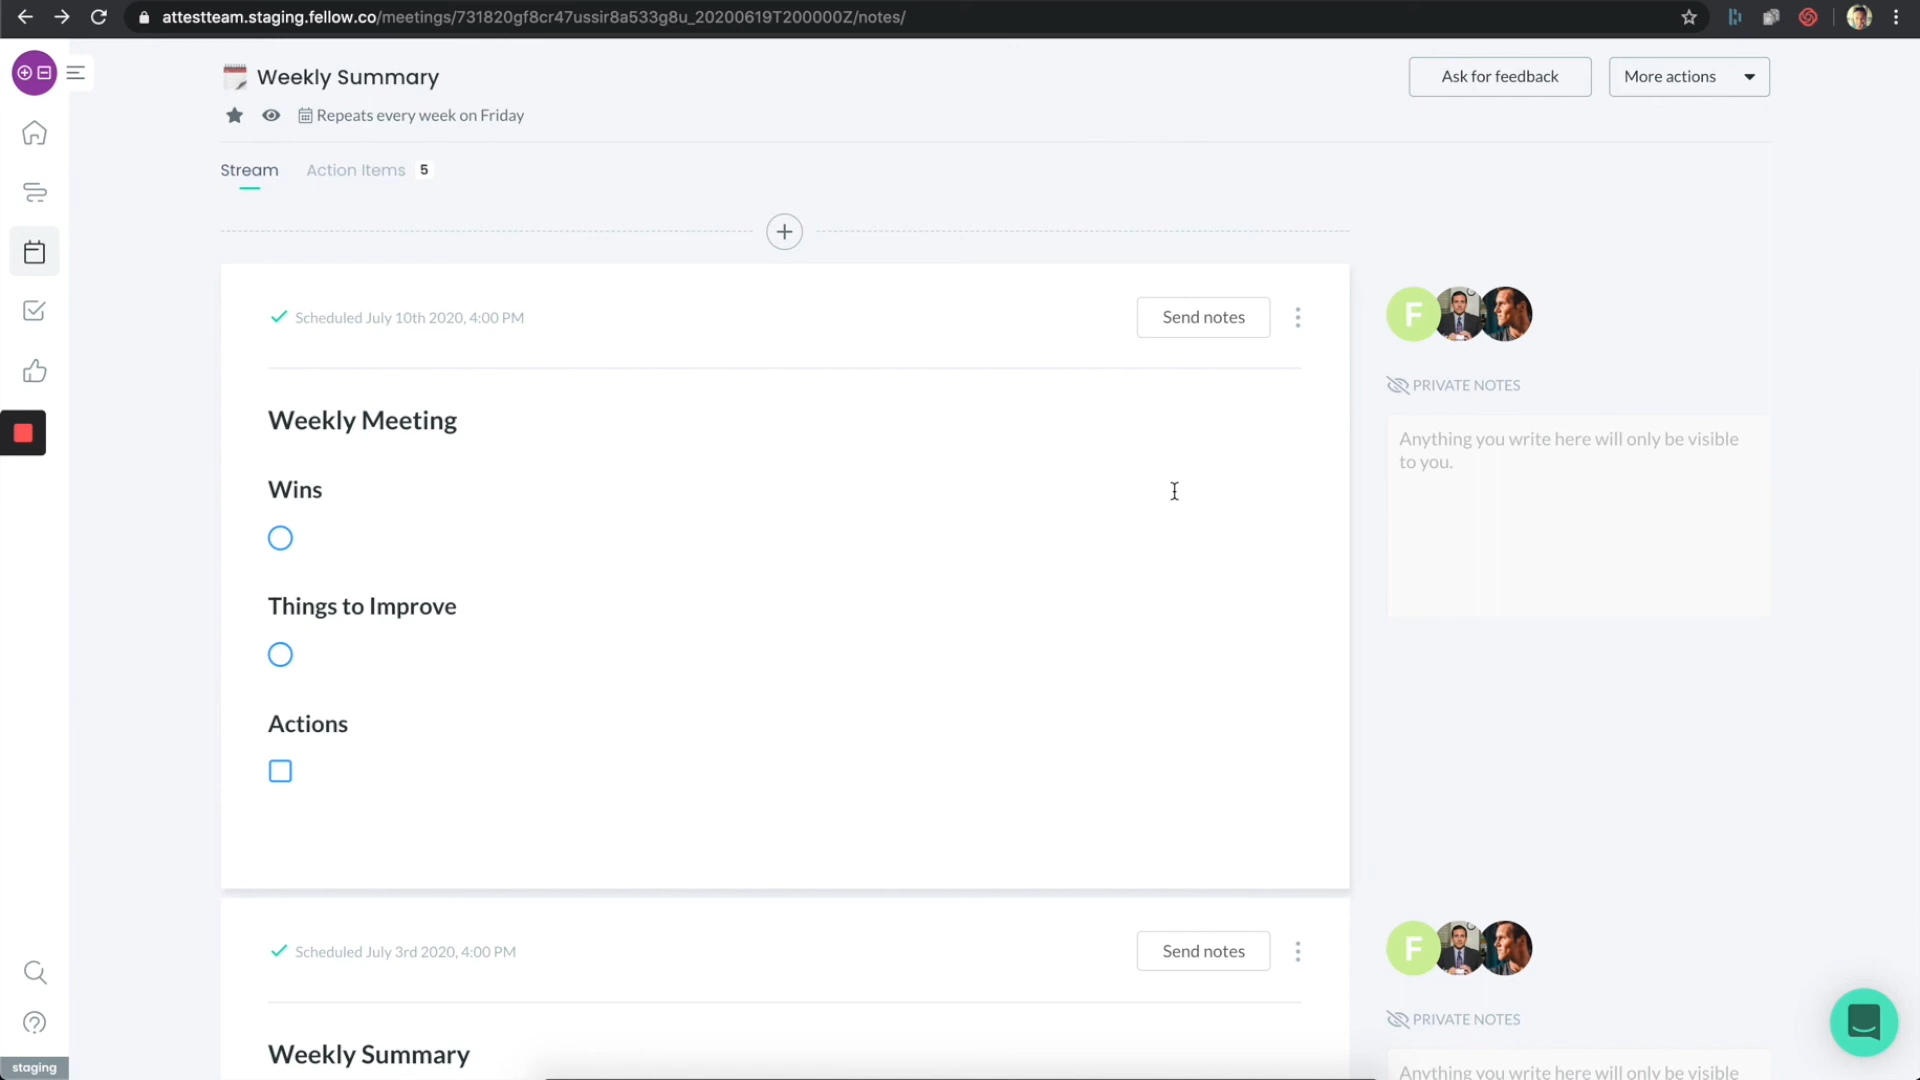 attestteam.staging.fellow.co/meetings/731820gf8cr47ussir8a533g8u_20200619T200000Z/notes/
Weekly Summary
Ask for feedback
More actions
Repeats every week on Friday
Stream
Action Items 5
Scheduled July 10th 2020, 4:00 PM
Send notes
F
PRIVATE NOTES
Anything you write here will only be visible
to you.
Weekly Meeting
Wins
Things to Improve
Actions
Scheduled July 3rd 2020, 4:00 PM
Send notes
F
PRIVATE NOTES
Weekly Summary
Anything you write here will only be visible
staging